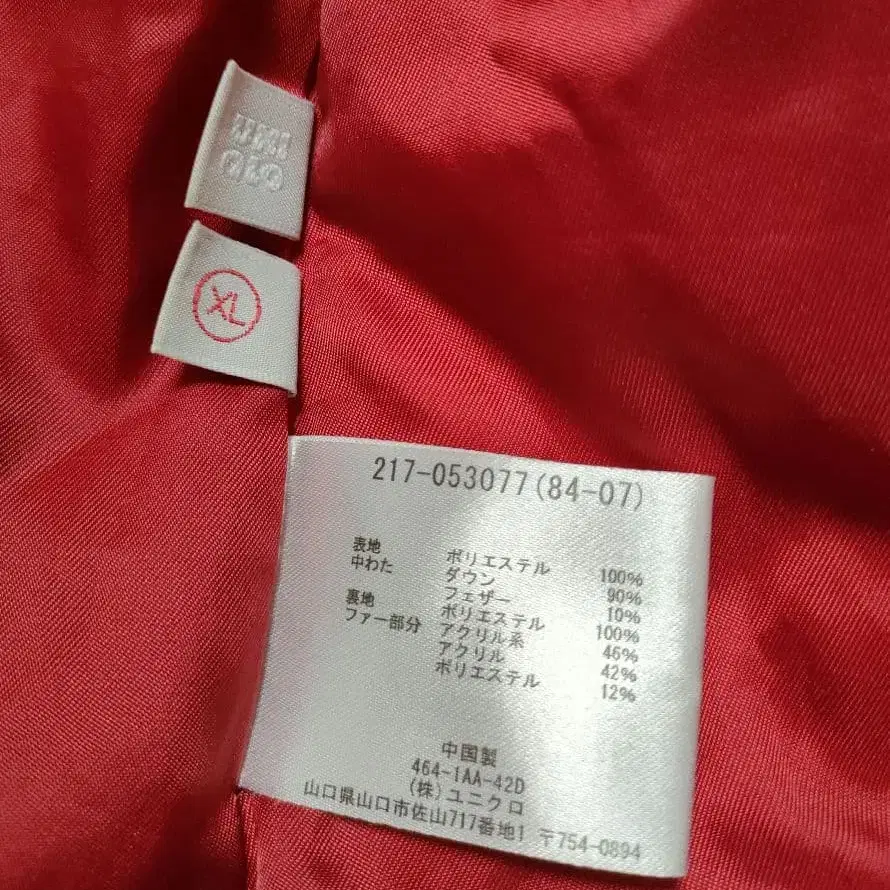 UNI
QLO
XL
217-053077(84-07)
表地 ポリエステル 100%
中わた ダウン 90%
フェザー 10%
裏地 ポリエステル 100%
ファー部分 アクリル系 46%
アクリル 42%
ポリエステル 12%
中国製
464-1AA-42D
(株)ユニクロ
山口県山口市佐山717番地1 〒754-0894